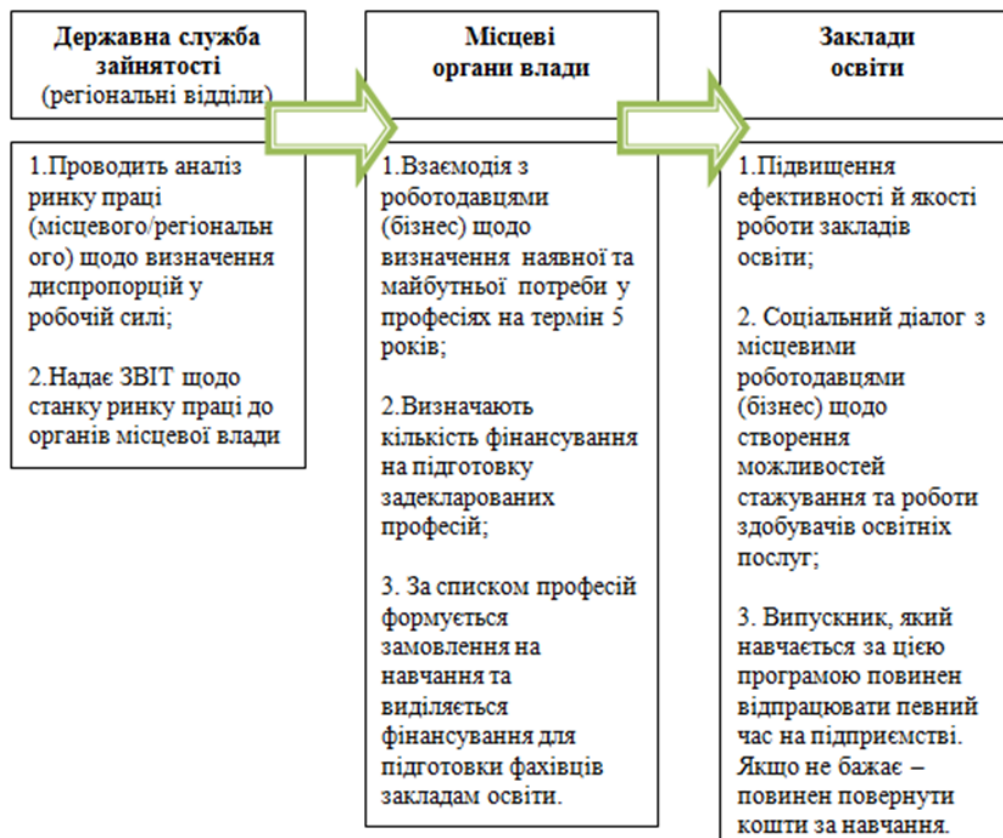 Державна служба
зайнятості
(регіональні відділи)
1.Проводить аналіз
ринку праці
(місцевого/регіональн
ого) щодо визначення
диспропорцій у
робочій силі;
2.Надає ЗВІТ щодо
станку ринку праці до
органів місцевої влади
Місцеві
органи влади
1.Взаємодія з
роботодавцями
(бізнес) щодо
визначення наявної та
майбутньої потреби у
професіях на термін 5
років;
2.Визначають
кількість фінансування
на підготовку
задекларованих
професій;
3. За списком професій
формується
замовлення на
навчання та
виділяється
фінансування для
підготовки фахівців
закладам освіти.
Заклади
освіти
1.Підвищення
ефективності й якості
роботи закладів
освіти;
2. Соціальний діалог з
місцевими
роботодавцями
(бізнес) щодо
створення
можливостей
стажування та роботи
здобувачів освітніх
послуг;
3. Випускник, який
навчається за цією
програмою повинен
відпрацювати певний
час на підприємстві.
Якщо не бажає –
повинен повернути
кошти за навчання.